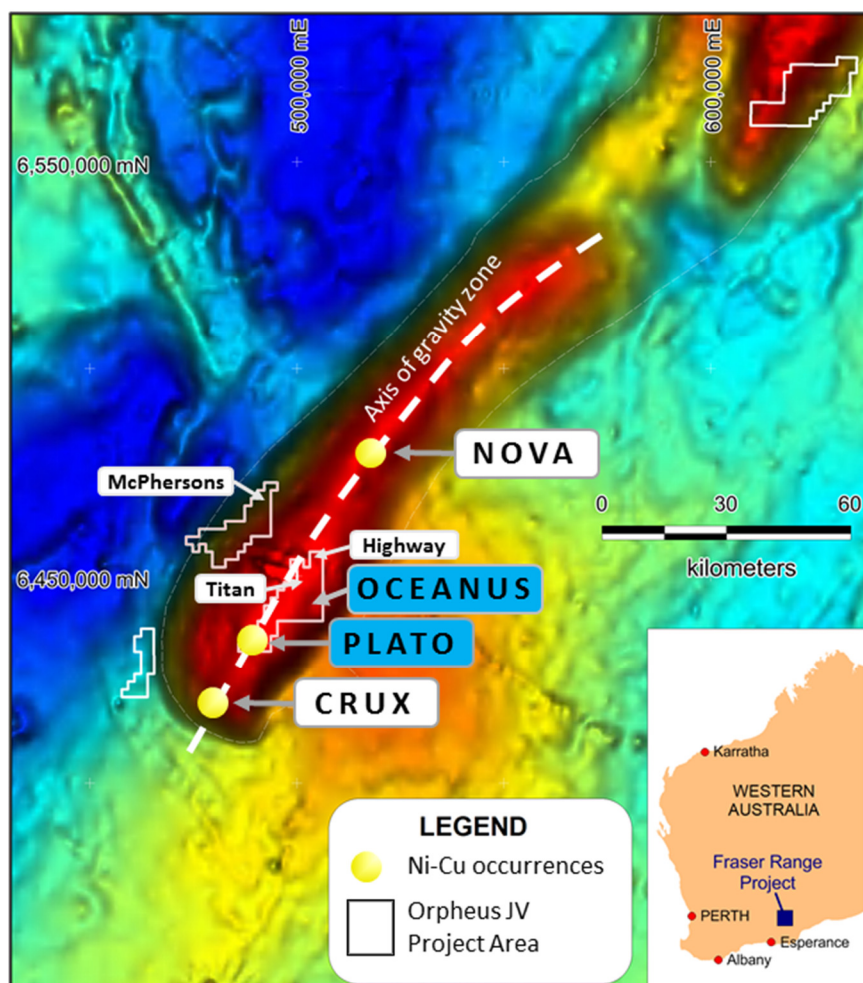 500,000 mE
600,000 mE
6,550,000 mN
Axis of gravity zone
NOVA
McPhersons
0 30 60
kilometers
Highway
6,450,000 mN
Titan
OCEANUS
PLATO
CRUX
LEGEND
Ni-Cu occurrences
Orpheus JV
Project Area
Karratha
WESTERN
AUSTRALIA
Fraser Range
Project
PERTH
Esperance
Albany